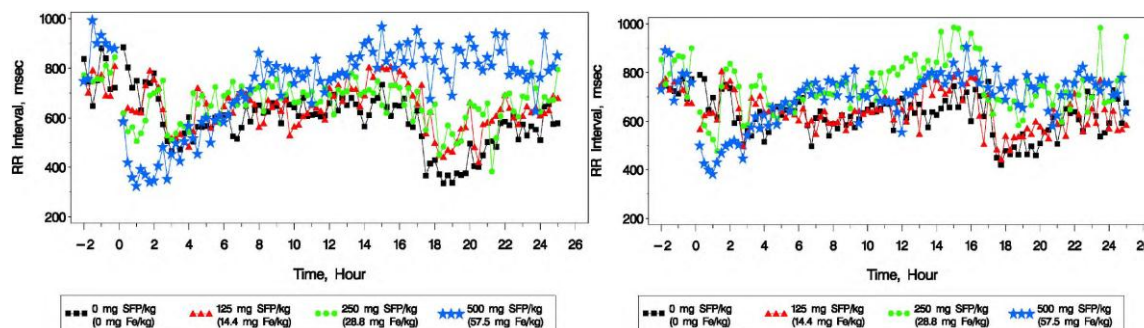 1000
800
600
400
200
RR Interval, msec
−2 0 2 4 6 8 10 12 14 16 18 20 22 24 26
Time, Hour
0 mg SFP/kg 125 mg SFP/kg 250 mg SFP/kg 500 mg SFP/kg
(0 mg Fe/kg) (14.4 mg Fe/kg) (28.8 mg Fe/kg) (57.5 mg Fe/kg)
1000
800
600
400
200
RR Interval, msec
−2 0 2 4 6 8 10 12 14 16 18 20 22 24
Time, Hour
0 mg SFP/kg 125 mg SFP/kg 250 mg SFP/kg 500 mg SFP/kg
(0 mg Fe/kg) (14.4 mg Fe/kg) (28.8 mg Fe/kg) (57.5 mg Fe/kg)